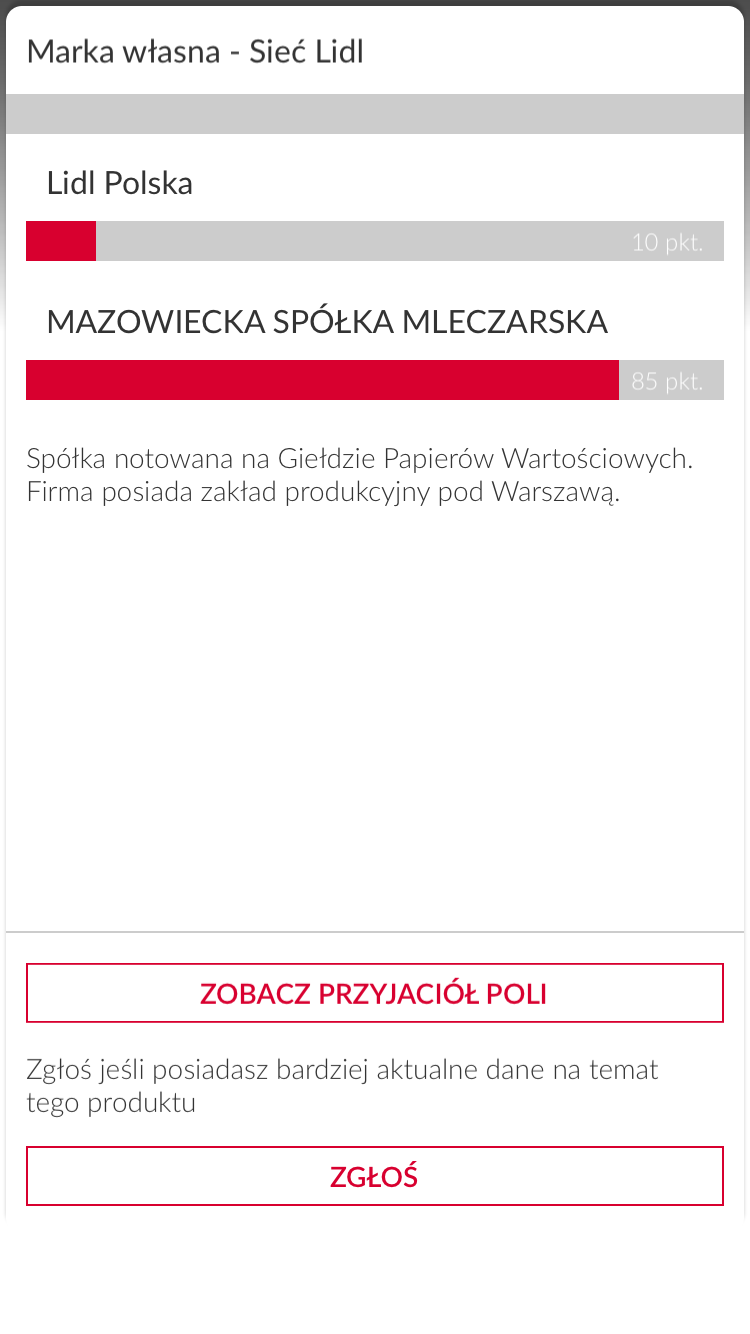 Marka własna - Sieć Lidl
Lidl Polska
10 pkt.
MAZOWIECKA SPÓŁKA MLECZARSKA
85 pkt.
Spółka notowana na Giełdzie Papierów Wartościowych.
Firma posiada zakład produkcyjny pod Warszawą.
ZOBACZ PRZYJACIÓŁ POLI
Zgłoś jeśli posiadasz bardziej aktualne dane na temat
tego produktu
ZGŁOŚ